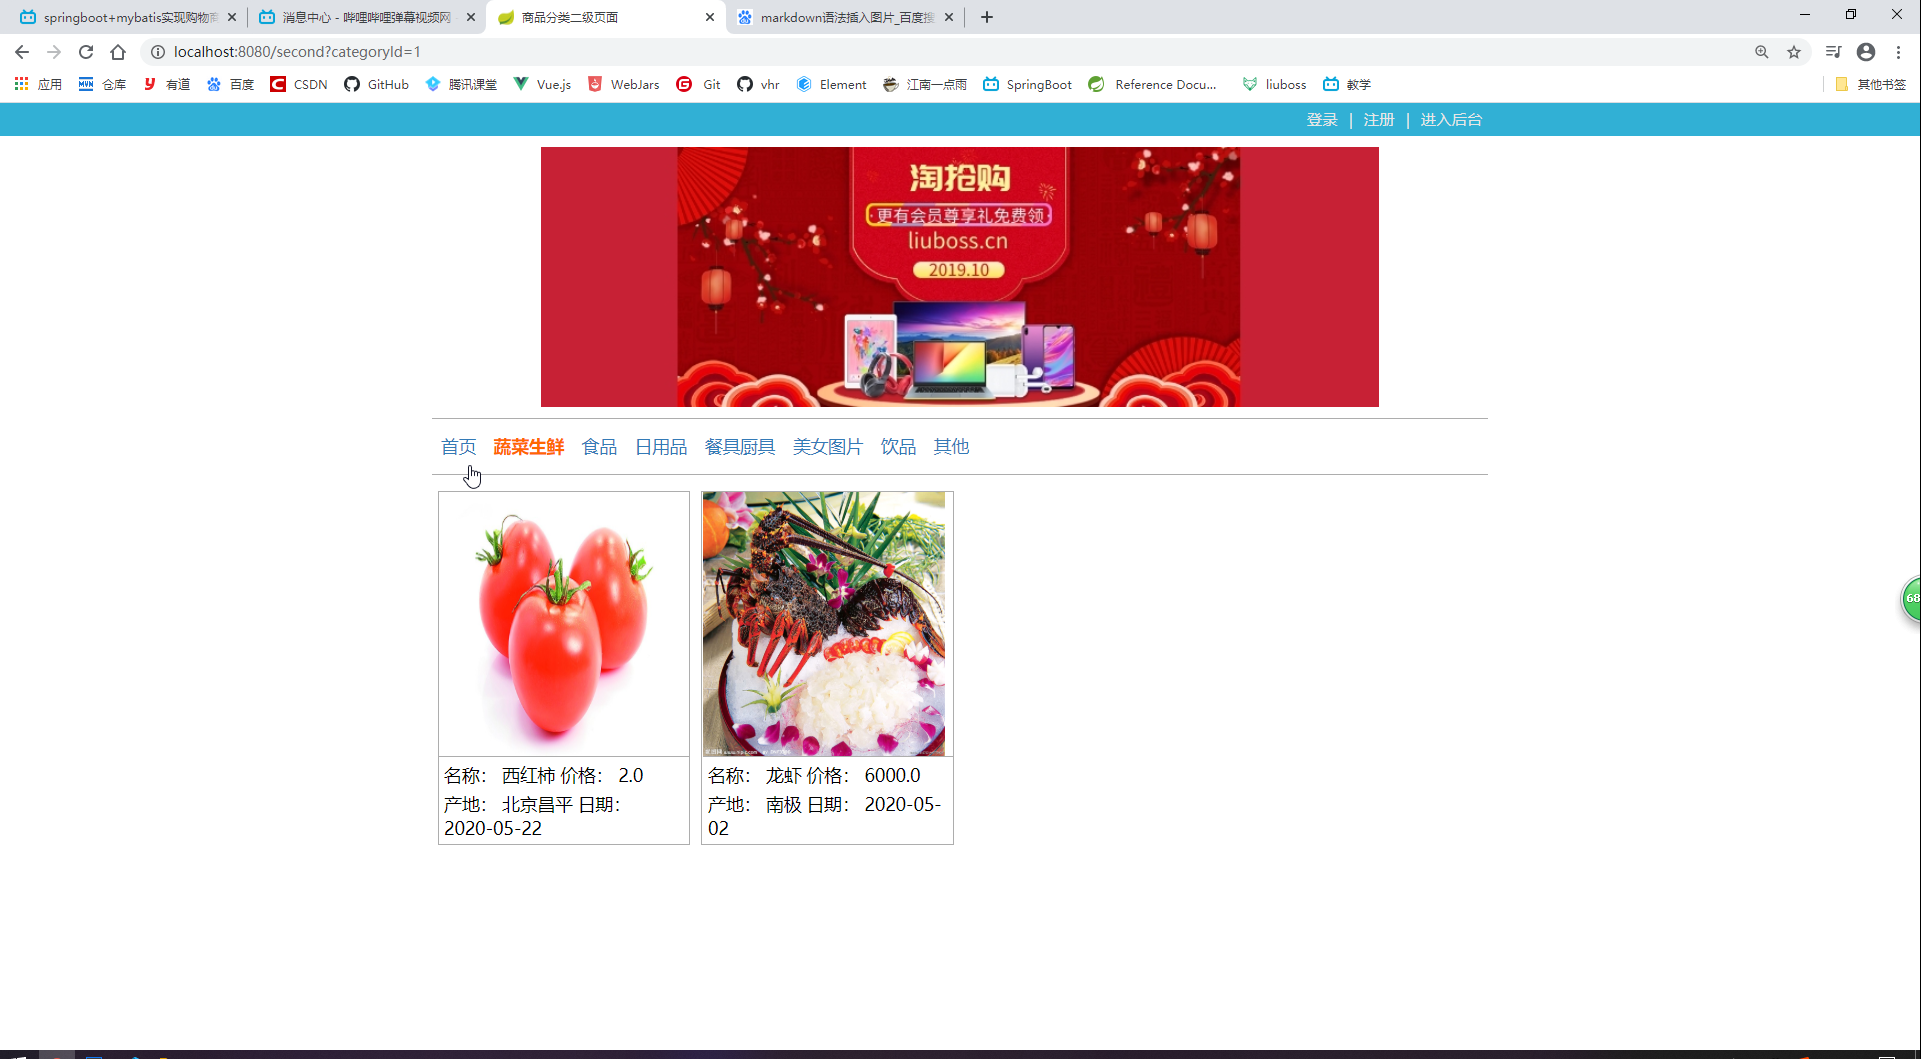 springboot+mybatis实现购物商
消息中心 - 哔哩哔哩弹幕视频网
商品分类二级页面
markdown语法插入图片_百度搜
localhost:8080/second?categoryId=1
应用 仓库 有道 百度 CSDN GitHub 腾讯课堂 Vue.js WebJars Git vhr Element 江南一点雨 SpringBoot Reference Docu... liuboss 教学 其他书签
登录 | 注册 | 进入后台
淘抢购
更有会员尊享礼免费领
liuboss.cn
2019.10
首页 蔬菜生鲜 食品 日用品 餐具厨具 美女图片 饮品 其他
名称： 西红柿 价格： 2.0
产地： 北京昌平 日期：
2020-05-22
名称： 龙虾 价格： 6000.0
产地： 南极 日期： 2020-05-
02
68